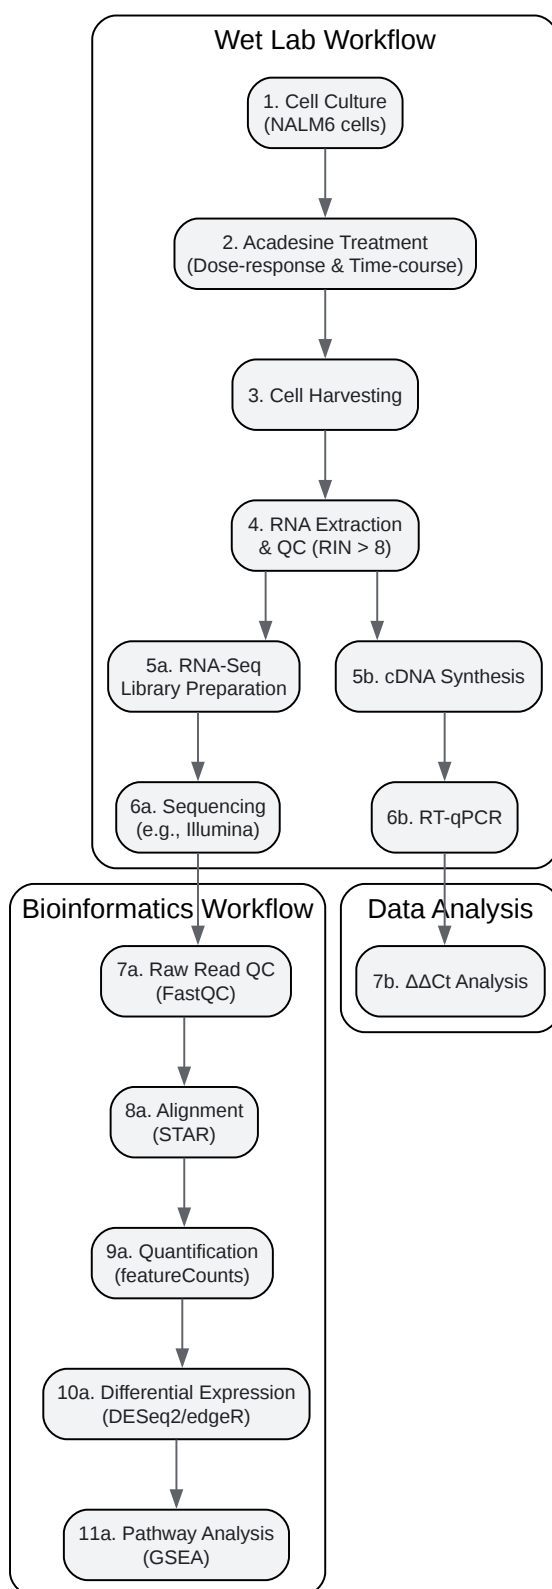 Wet Lab Workflow
1. Cell Culture
(NALM6 cells)
2. Acadesine Treatment
(Dose-response & Time-course)
3. Cell Harvesting
4. RNA Extraction
& QC (RIN > 8)
5a. RNA-Seq
Library Preparation
5b. cDNA Synthesis
6a. Sequencing
(e.g., Illumina)
6b. RT-qPCR
Bioinformatics Workflow
Data Analysis
7a. Raw Read QC
(FastQC)
7b. ΔΔCt Analysis
8a. Alignment
(STAR)
9a. Quantification
(featureCounts)
10a. Differential Expression
(DESeq2/edgeR)
11a. Pathway Analysis
(GSEA)